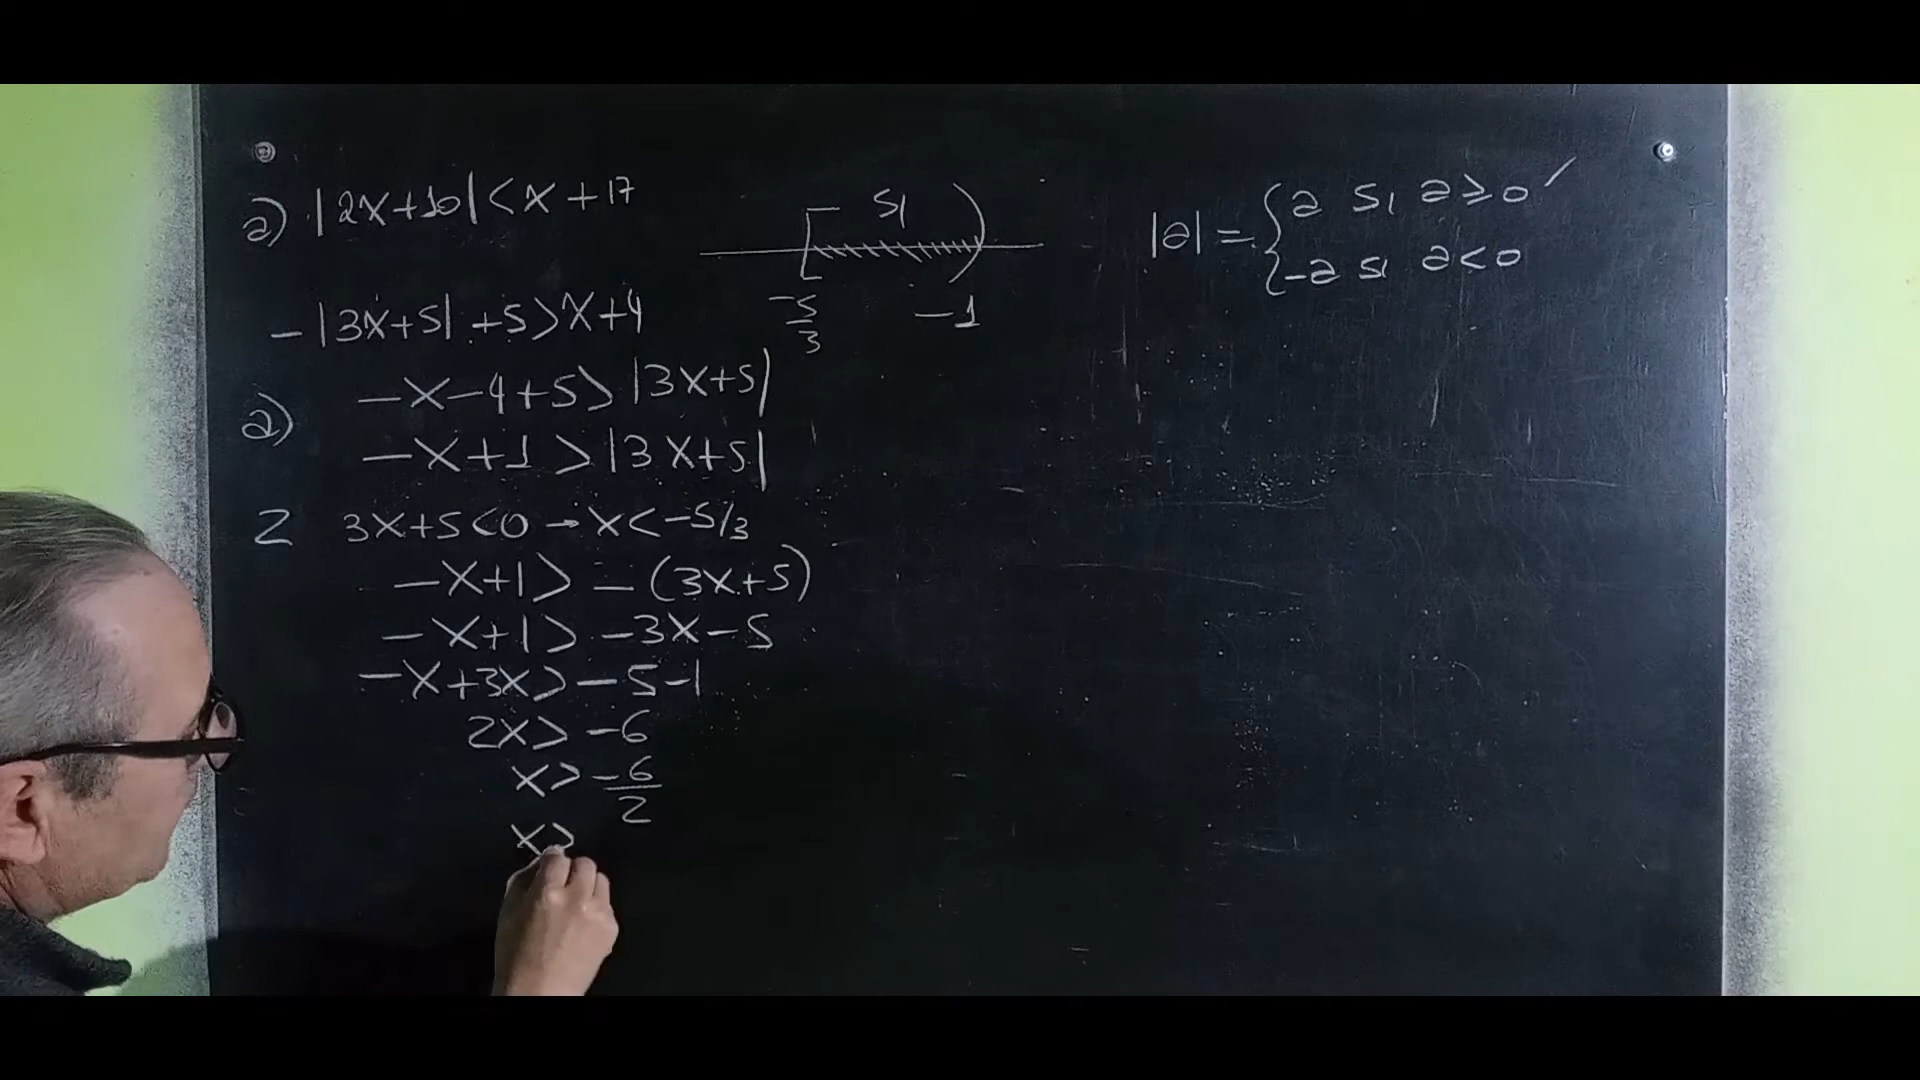 a) |2x+10|<x+17
-|3x+5|+5>x+4
a) -x-4+5>|3x+5|
-x+1>|3x+5|
2 3x+5<0→x<-5/3
-x+1>-(3x+5)
-x+1>-3x-5
-x+3x>-5-1
2x>-6
x>-6/2
x>
S1
-5/3 -1
|a|={a si a≥0
-a si a<0